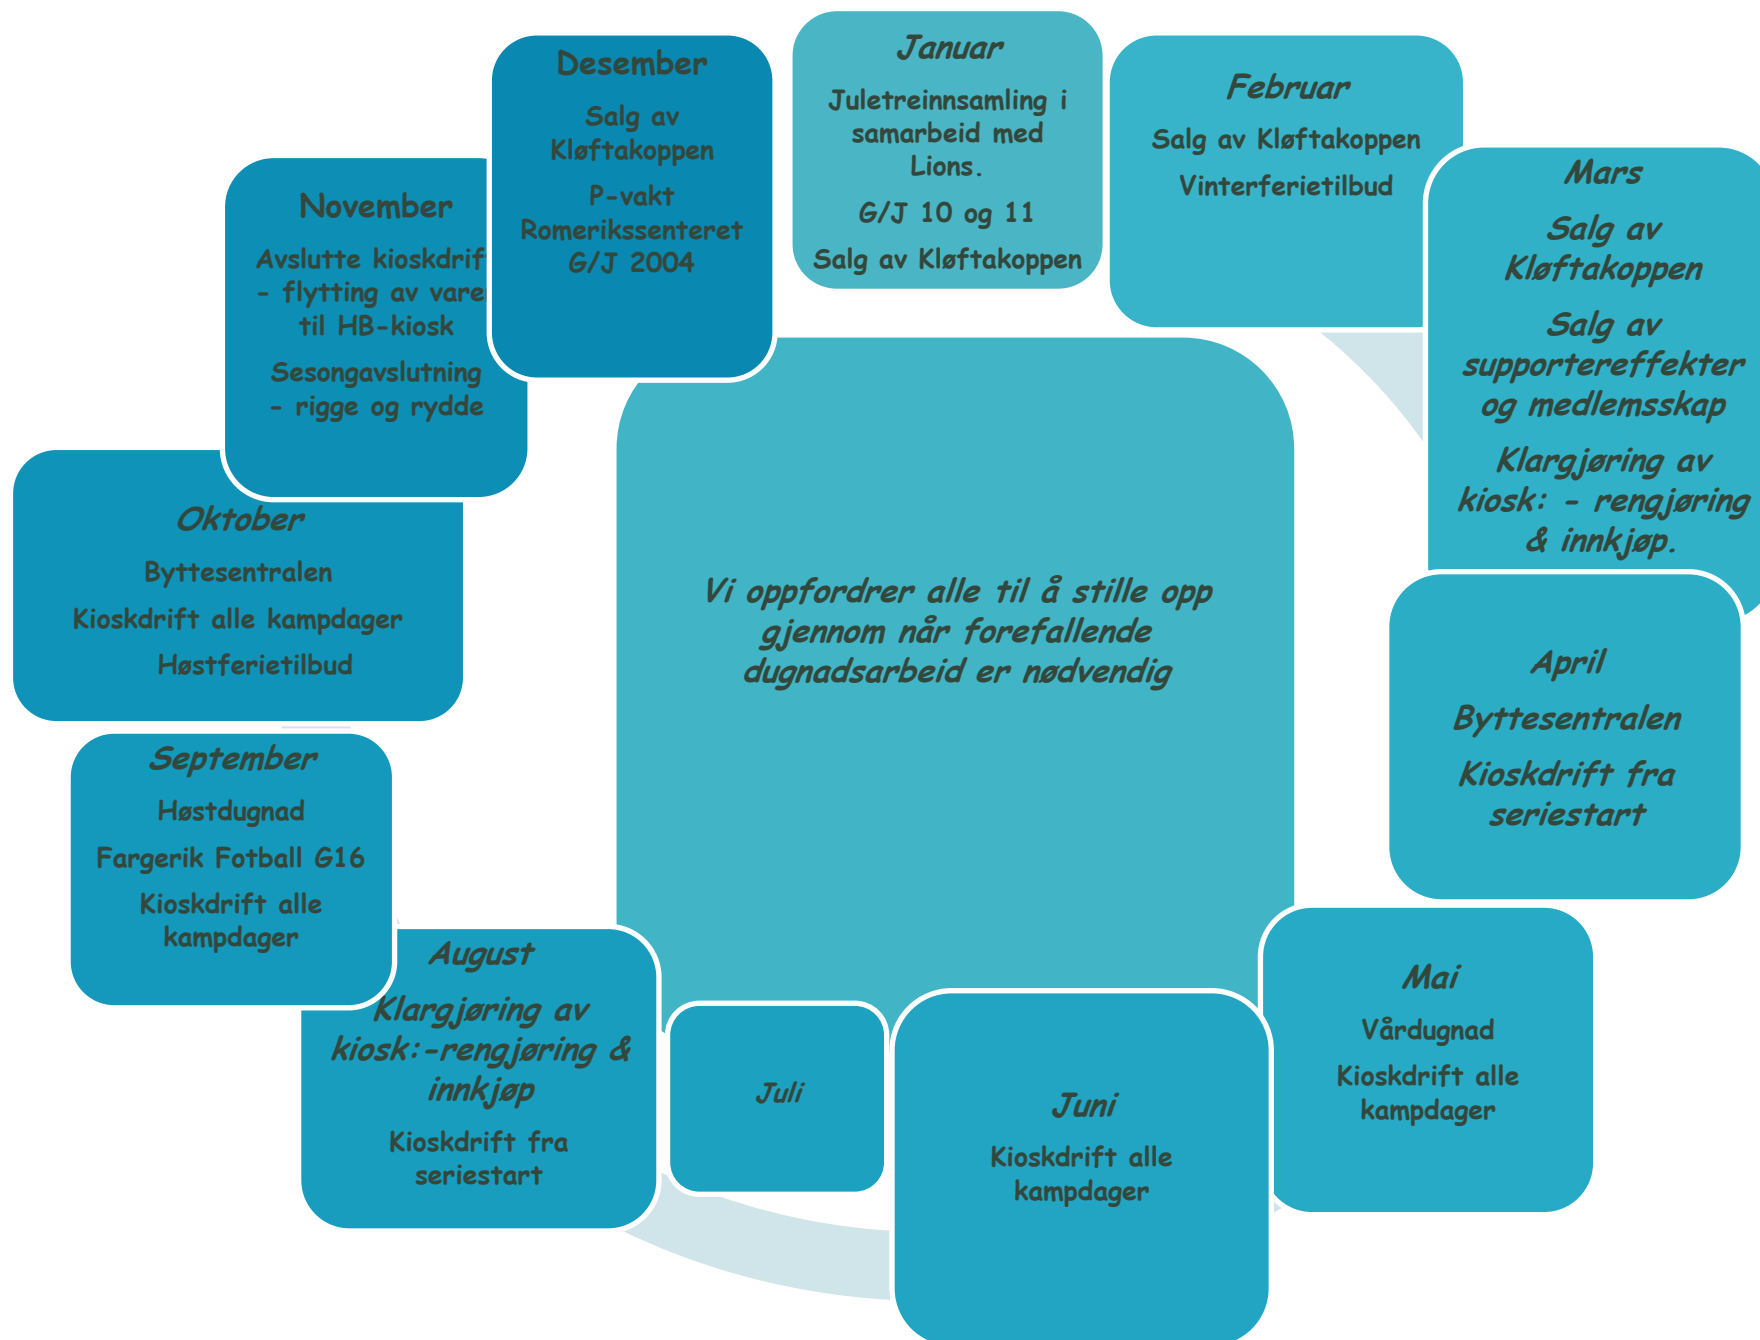 Januar
Juletreinnsamling i
samarbeid med
Lions.
G/J 10 og 11
Salg av Kløftakoppen
Februar
Salg av Kløftakoppen
Vinterferietilbud
Mars
Salg av
Kløftakoppen
Salg av
supportereffekter
og medlemsskap
Klargjøring av
kiosk: - rengjøring
& innkjøp.
April
Byttesentralen
Kioskdrift fra
seriestart
Mai
Vårdugnad
Kioskdrift alle
kampdager
Juni
Kioskdrift alle
kampdager
Juli
August
Klargjøring av
kiosk:-rengjøring &
innkjøp
Kioskdrift fra
seriestart
September
Høstdugnad
Fargerik Fotball G16
Kioskdrift alle
kampdager
Oktober
Byttesentralen
Kioskdrift alle kampdager
Høstferietilbud
November
Avslutte kioskdrift
- flytting av varer
til HB-kiosk
Sesongavslutning
- rigge og rydde
Desember
Salg av
Kløftakoppen
P-vakt
Romerikssenteret
G/J 2004
Vi oppfordrer alle til å stille opp
gjennom når forefallende
dugnadsarbeid er nødvendig